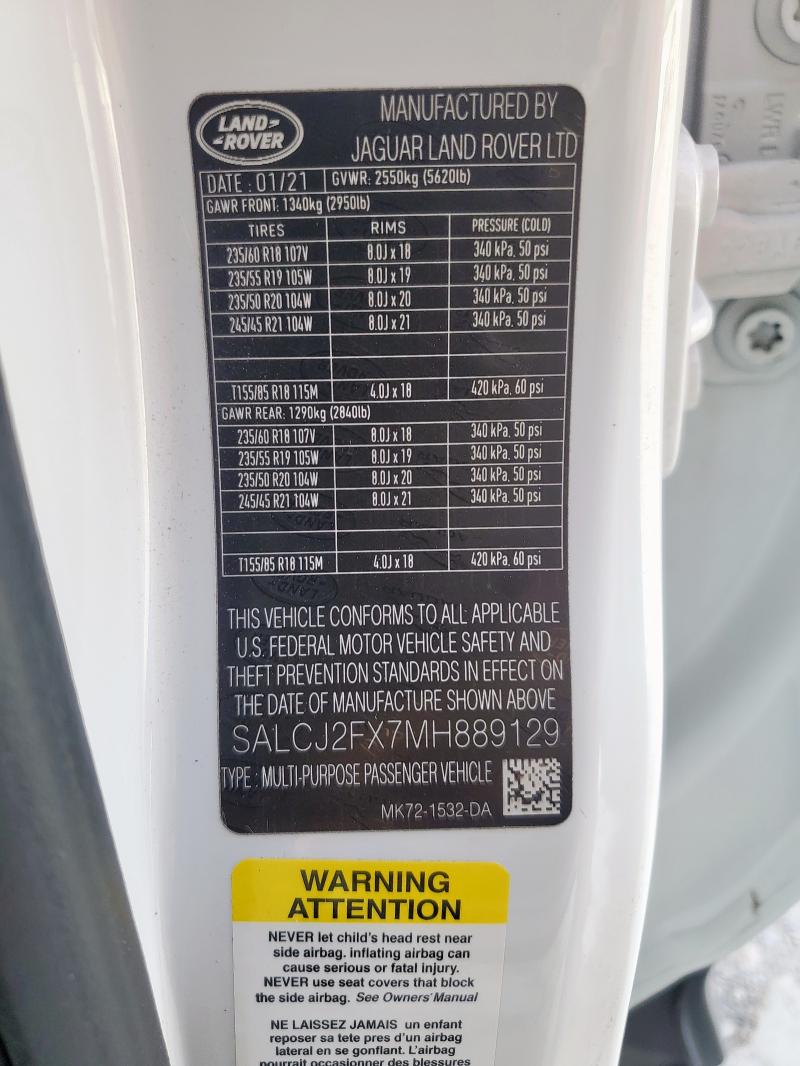 LAND-
-ROVER
MANUFACTURED BY
JAGUAR LAND ROVER LTD
DATE : 01/21 GVWR: 2550kg (5620lb)
GAWR FRONT: 1340kg (2950lb)
TIRES RIMS PRESSURE (COLD)
235/60 R18 107V 8.0J x 18 340 kPa, 50 psi
235/55 R19 105W 8.0J x 19 340 kPa, 50 psi
235/50 R20 104W 8.0J x 20 340 kPa, 50 psi
245/45 R21 104W 8.0J x 21 340 kPa, 50 psi
T155/85 R18 115M 4.0J x 18 420 kPa, 60 psi
GAWR REAR: 1290kg (2840lb)
235/60 R18 107V 8.0J x 18 340 kPa, 50 psi
235/55 R19 105W 8.0J x 19 340 kPa, 50 psi
235/50 R20 104W 8.0J x 20 340 kPa, 50 psi
245/45 R21 104W 8.0J x 21 340 kPa, 50 psi
T155/85 R18 115M 4.0J x 18 420 kPa, 60 psi
THIS VEHICLE CONFORMS TO ALL APPLICABLE
U.S. FEDERAL MOTOR VEHICLE SAFETY AND
THEFT PREVENTION STANDARDS IN EFFECT ON
THE DATE OF MANUFACTURE SHOWN ABOVE
SALCJ2FX7MH889129
TYPE : MULTI-PURPOSE PASSENGER VEHICLE
MK72-1532-DA
WARNING
ATTENTION
NEVER let child's head rest near
side airbag. inflating airbag can
cause serious or fatal injury.
NEVER use seat covers that block
the side airbag. See Owners' Manual
NE LAISSEZ JAMAIS un enfant
reposer sa tete pres d'un airbag
lateral en se gonflant. L'airbag
pourrait occasionner des blessures